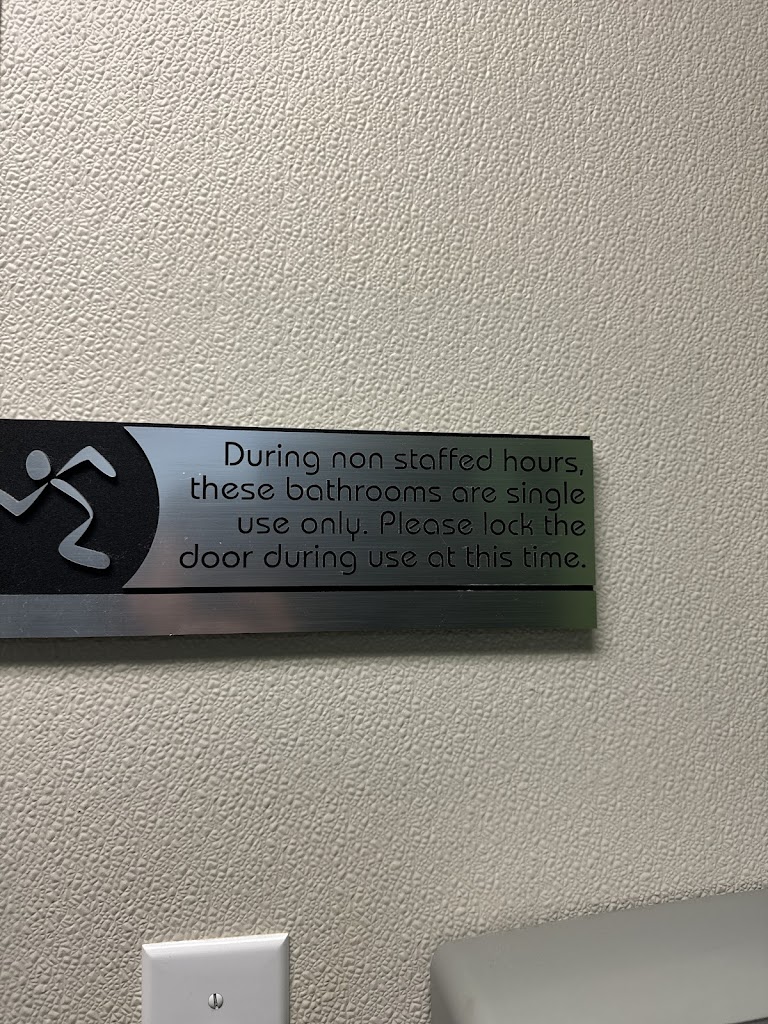 During non staffed hours,
these bathrooms are single
use only. Please lock the
door during use at this time.